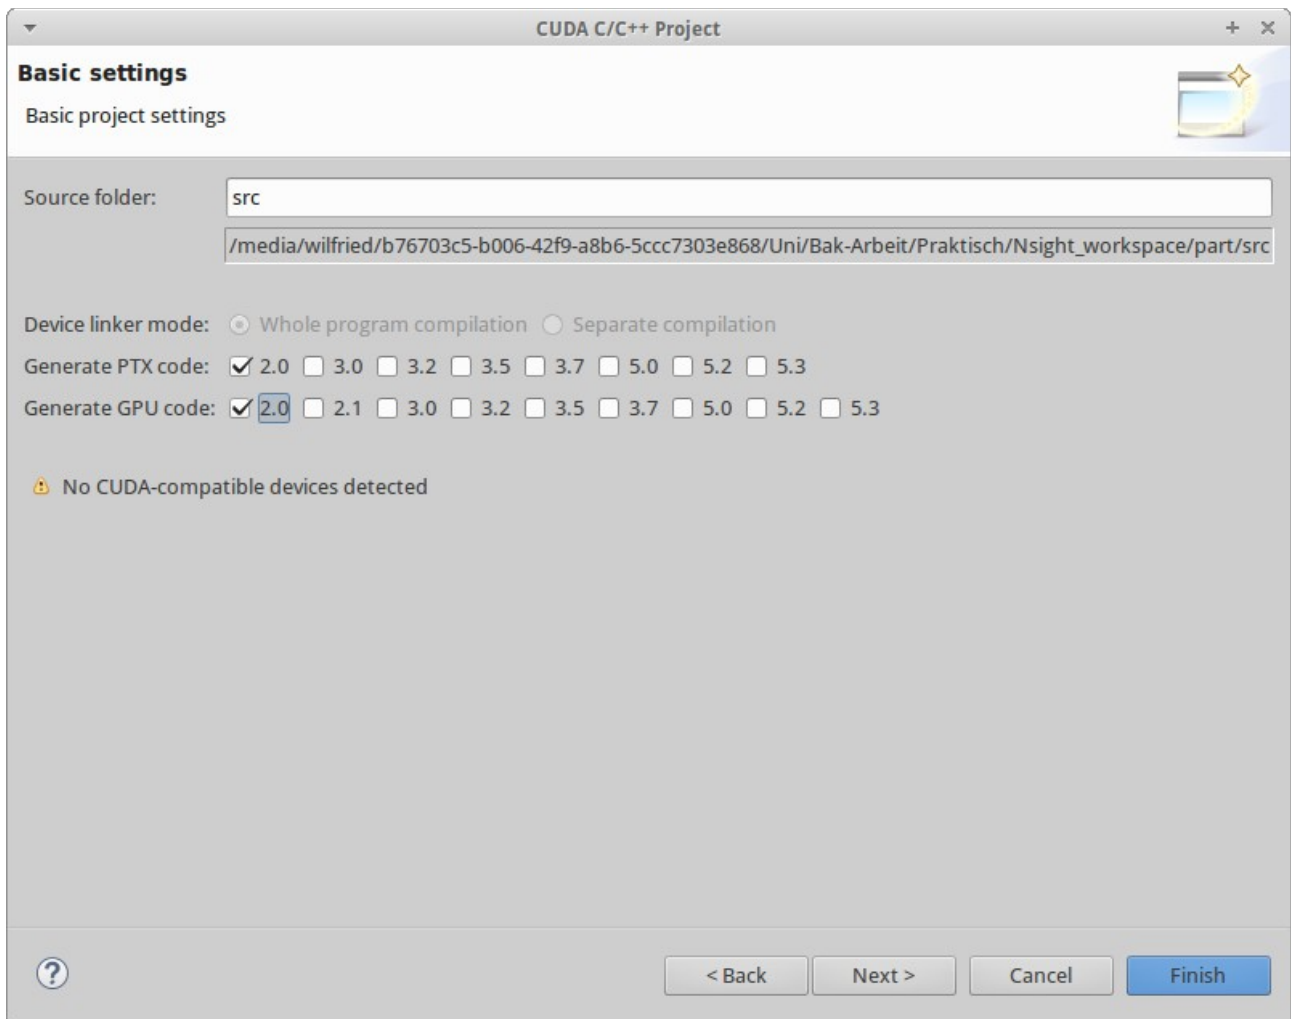 CUDA C/C++ Project
Basic settings
Basic project settings
Source folder: src
/media/wilfried/b76703c5-b006-42f9-a8b6-5ccc7303e868/Uni/Bak-Arbeit/Praktisch/Nsight_workspace/part/src
Device linker mode: Whole program compilation Separate compilation
Generate PTX code: 2.0 3.0 3.2 3.5 3.7 5.0 5.2 5.3
Generate GPU code: 2.0 2.1 3.0 3.2 3.5 3.7 5.0 5.2 5.3
No CUDA-compatible devices detected
? < Back Next > Cancel Finish